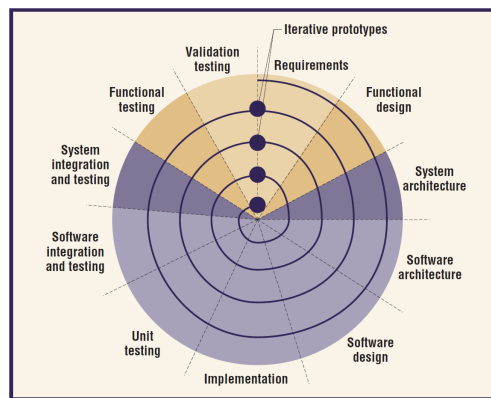 Iterative prototypes
Validation
testing
Requirements
Functional
testing
Functional
design
System
integration
and testing
System
architecture
Software
integration
and testing
Software
architecture
Unit
testing
Software
design
Implementation